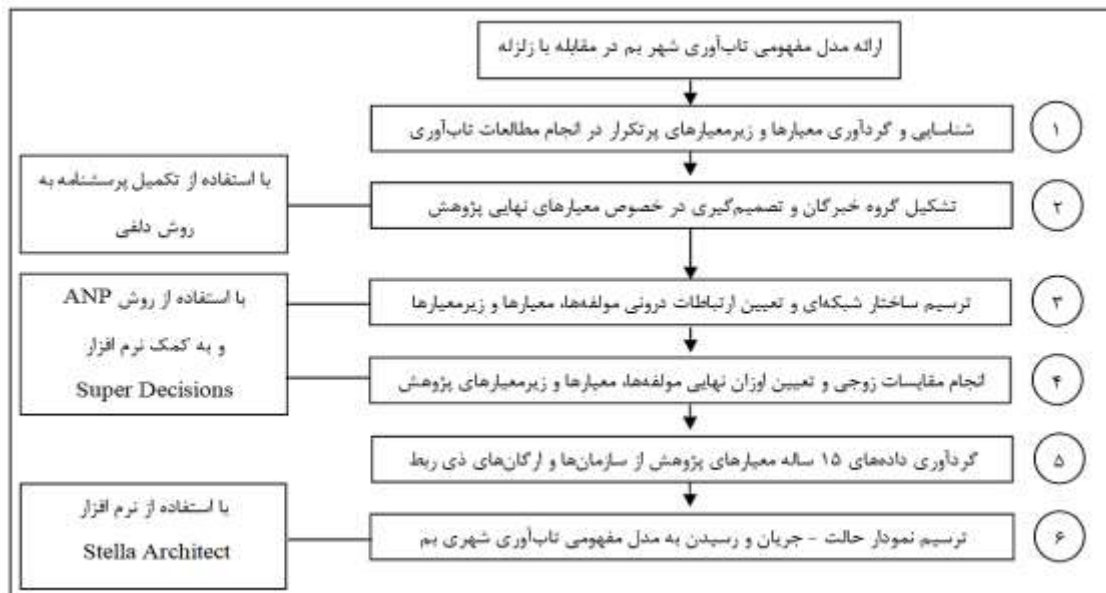 ارائه مدل مفهومی تاب‌آوری شهر بم در مقابله با زلزله
۱
شناسایی و گردآوری معیارها و زیرمعیارهای پرتکرار در انجام مطالعات تاب‌آوری
۲
تشکیل گروه خبرگان و تصمیم‌گیری در خصوص معیارهای نهایی پژوهش
با استفاده از تکمیل پرسشنامه به
روش دلفی
۳
ترسیم ساختار شبکه‌ای و تعیین ارتباطات درونی مولفه‌ها، معیارها و زیرمعیارها
با استفاده از روش ANP
و به کمک نرم افزار
Super Decisions
۴
انجام مقایسات زوجی و تعیین اوزان نهایی مولفه‌ها، معیارها و زیرمعیارهای پژوهش
۵
گردآوری داده‌های ۱۵ ساله معیارهای پژوهش از سازمان‌ها و ارگان‌های ذی ربط
۶
ترسیم نمودار حالت - جریان و رسیدن به مدل مفهومی تاب‌آوری شهری بم
با استفاده از نرم افزار
Stella Architect